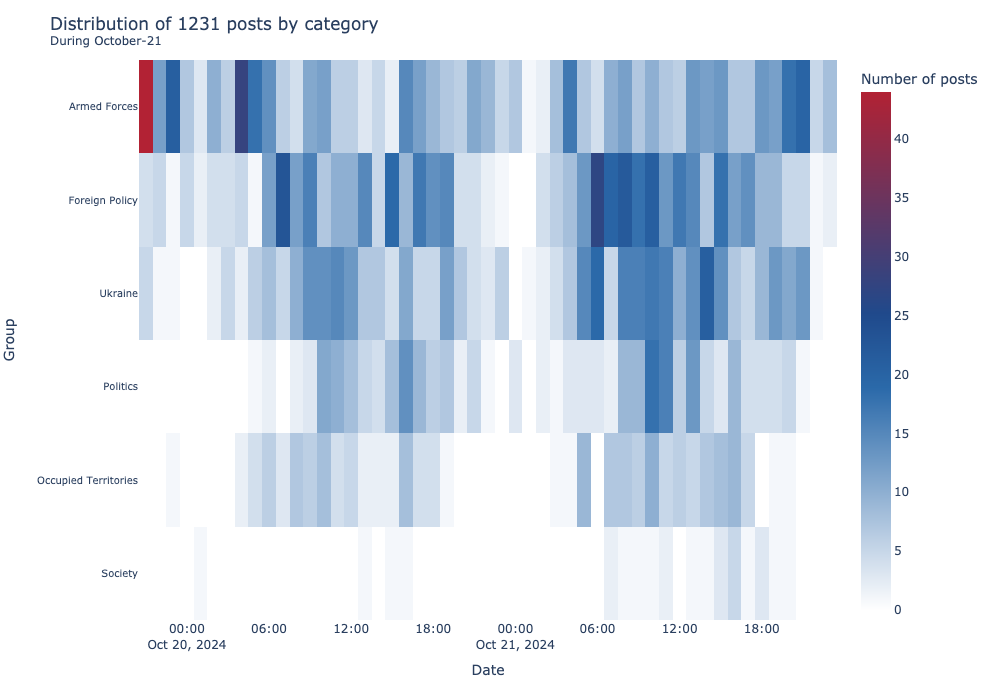 Distribution of 1231 posts by category
During October-21
Number of posts
Armed Forces
Foreign Policy
Ukraine
Politics
Occupied Territories
Society
Group
40
35
30
25
20
15
10
5
0
00:00 06:00 12:00 18:00 00:00 06:00 12:00 18:00
Oct 20, 2024 Oct 21, 2024
Date